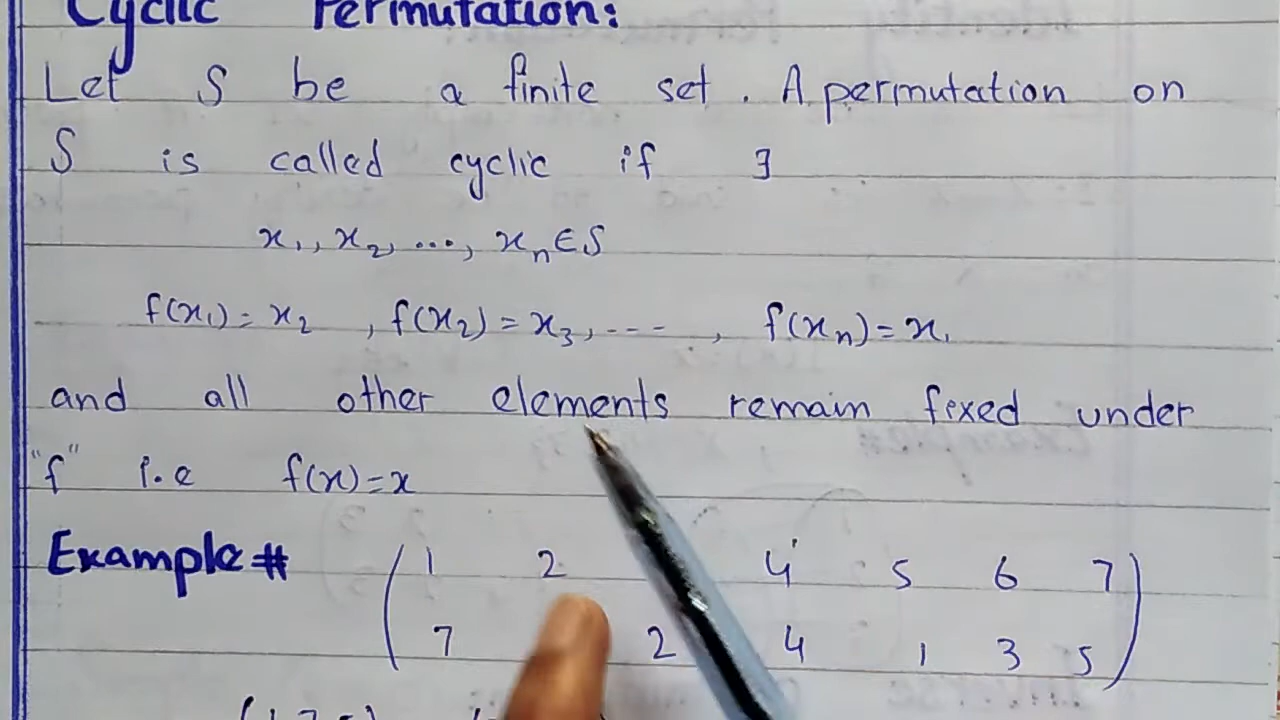 Cyclic Permutation:
Let S be a finite set. A permutation on
S is called cyclic if ∃
x₁, x₂, ..., xₙ∈S
f(x₁)=x₂ , f(x₂)=x₃, ---- , f(xₙ)=x₁
and all other elements remain fixed under
"f" i.e f(x)=x
Example# ( 1 2 4 5 6 7 )
( 7 2 4 1 3 5 )